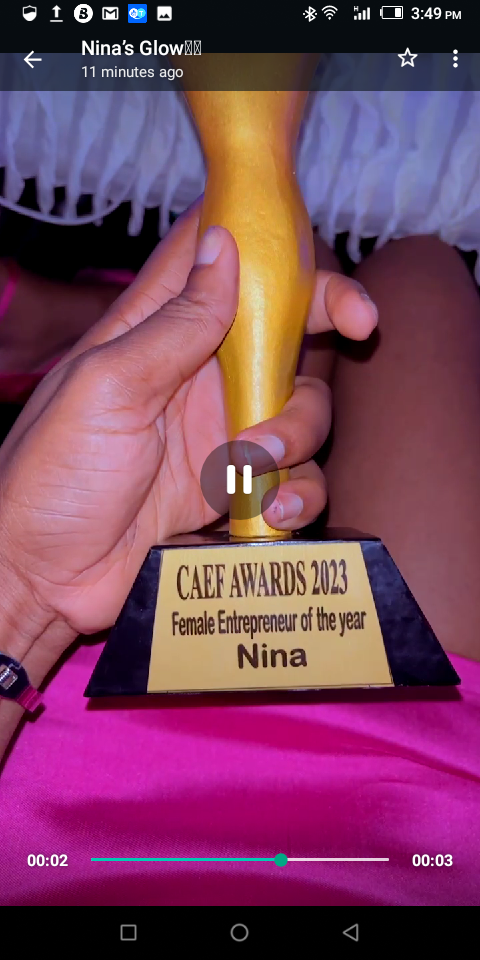 3:49 PM
Nina's Glow
11 minutes ago
CAEF AWARDS 2023
Female Entrepreneur of the year
Nina
00:02
00:03